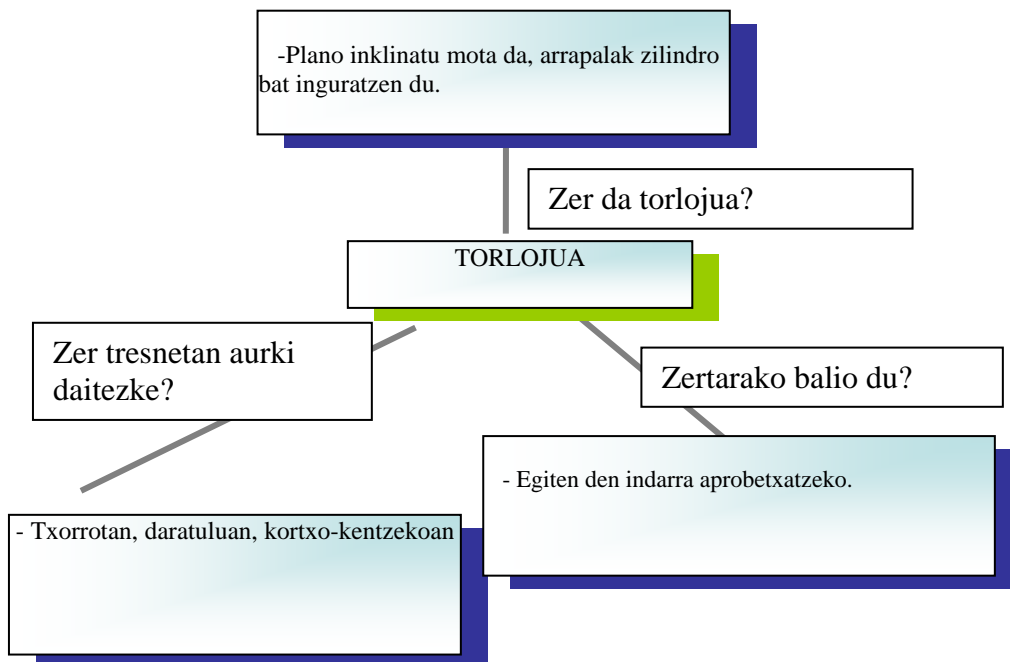 -Plano inklinatu mota da, arrapalak zilindro
bat inguratzen du.
Zer da torlojua?
TORLOJUA
Zer tresnetan aurki
daitezke?
Zertarako balio du?
- Egiten den indarra aprobetxatzeko.
- Txorrotan, daratuluan, kortxo-kentzekoan